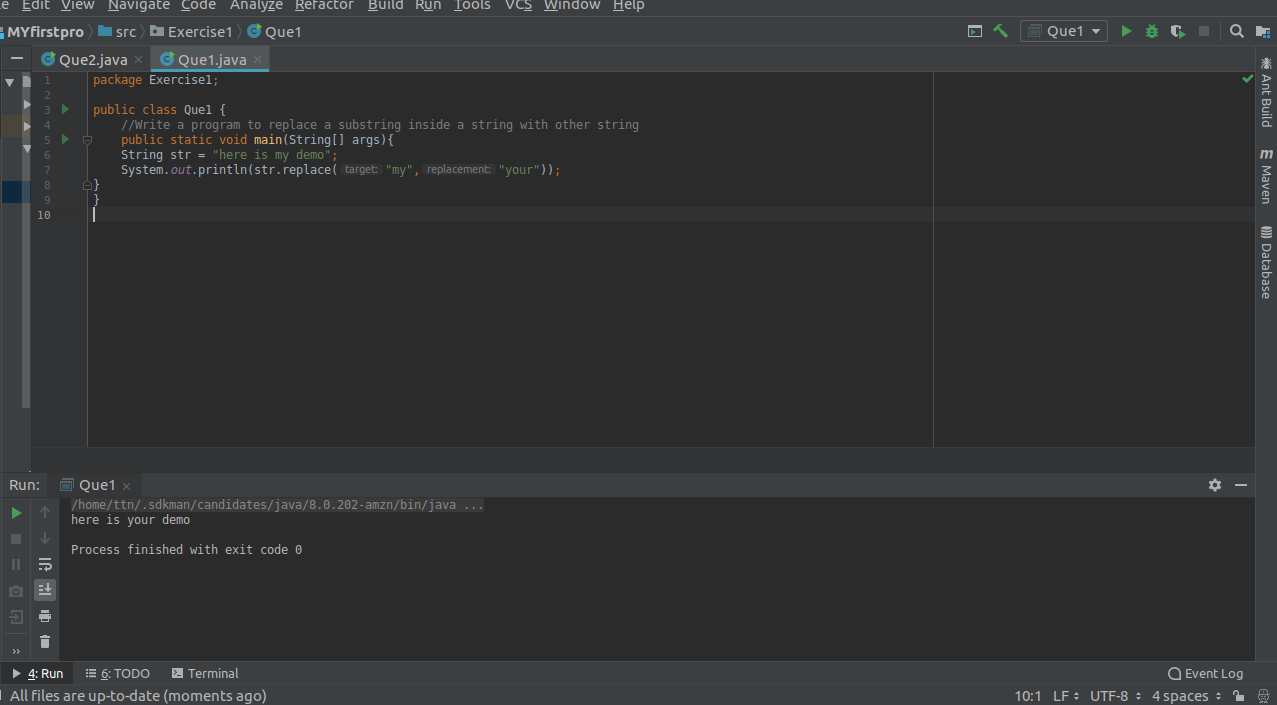 e Edit View Navigate Code Analyze Refactor Build Run Tools VCS Window Help
MYfirstpro src Exercise1 Que1 Que1
Que2.java Que1.java
1 package Exercise1;
2
3 public class Que1 {
4 //Write a program to replace a substring inside a string with other string
5 public static void main(String[] args){
6 String str = "here is my demo";
7 System.out.println(str.replace( target: "my", replacement: "your"));
8 }
9 }
10
Ant Build
Maven
Database
Run: Que1
/home/ttn/.sdkman/candidates/java/8.0.202-amzn/bin/java ...
here is your demo
Process finished with exit code 0
4: Run 6: TODO Terminal Event Log
All files are up-to-date (moments ago) 10:1 LF UTF-8 4 spaces